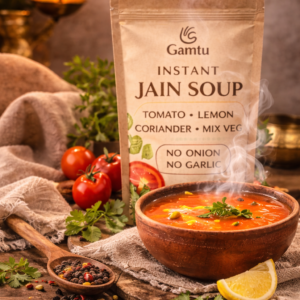 Gamtu
INSTANT
JAIN SOUP
TOMATO • LEMON
CORIANDER • MIX VEG
NO ONION
NO GARLIC